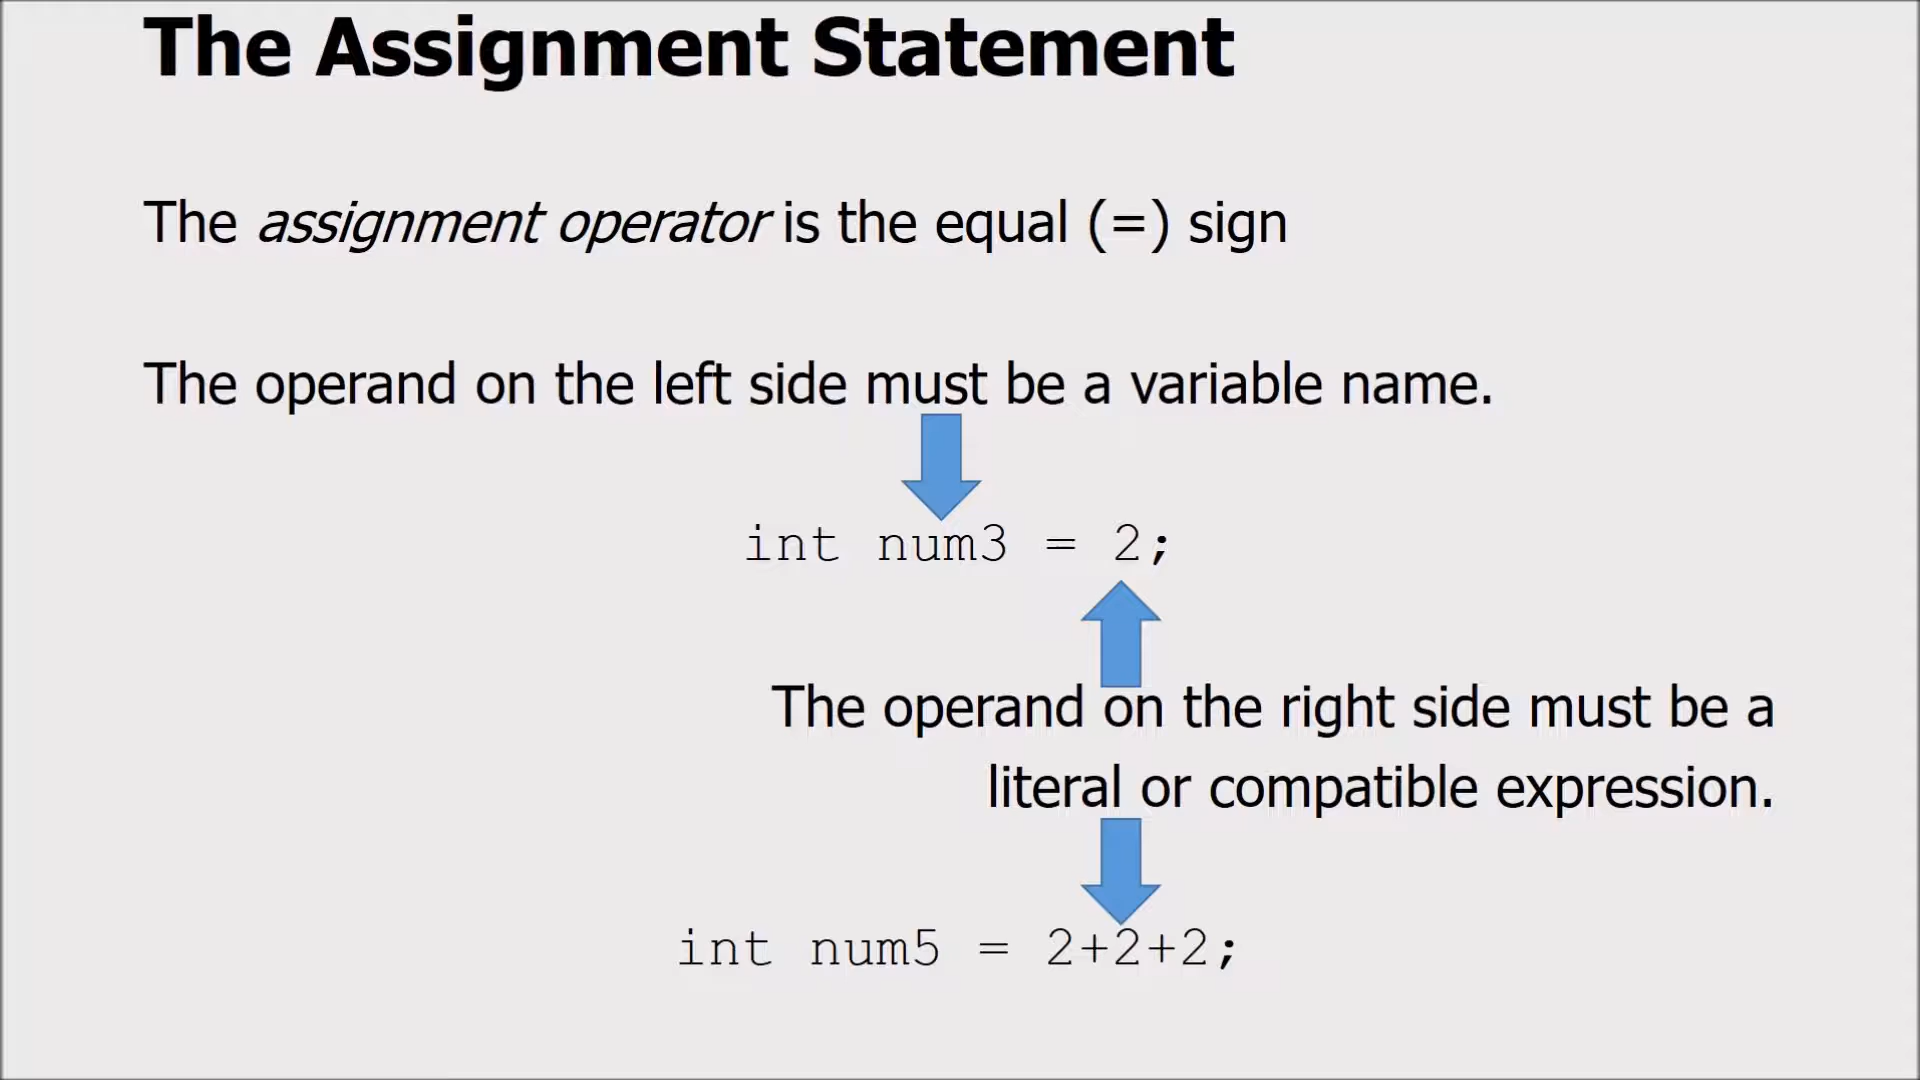 The Assignment Statement
The assignment operator is the equal (=) sign
The operand on the left side must be a variable name.
int num3 = 2;
The operand on the right side must be a
literal or compatible expression.
int num5 = 2+2+2;